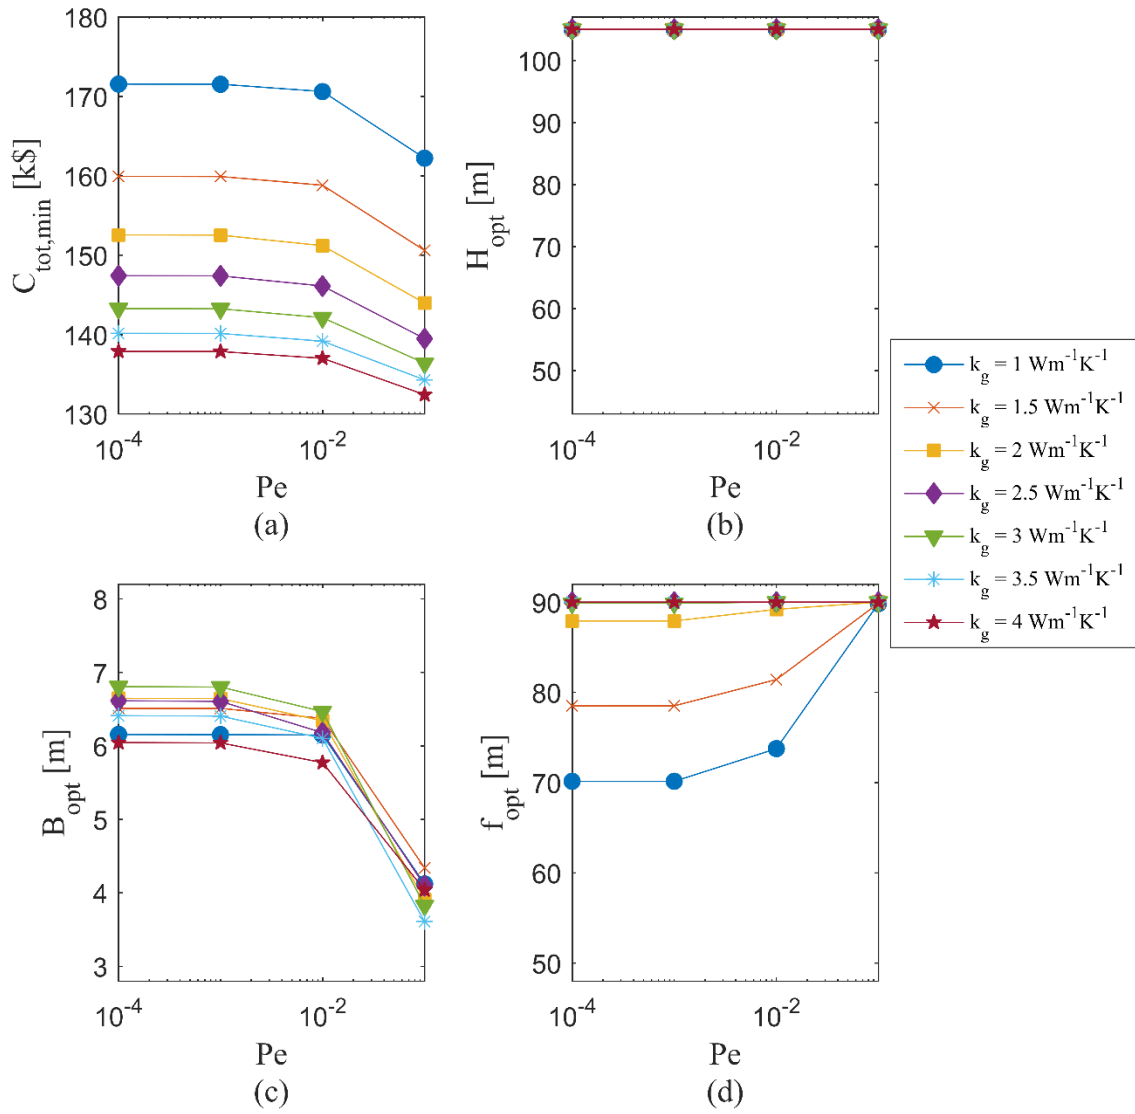 180
170
160
150
140
130
C_tot,min [k$]
10^-4
10^-2
Pe
(a)
100
90
80
70
60
50
H_opt [m]
10^-4
10^-2
Pe
(b)
k_g = 1 Wm^-1K^-1
k_g = 1.5 Wm^-1K^-1
k_g = 2 Wm^-1K^-1
k_g = 2.5 Wm^-1K^-1
k_g = 3 Wm^-1K^-1
k_g = 3.5 Wm^-1K^-1
k_g = 4 Wm^-1K^-1
8
7
6
5
4
3
B_opt [m]
10^-4
10^-2
Pe
(c)
90
80
70
60
50
f_opt [m]
10^-4
10^-2
Pe
(d)